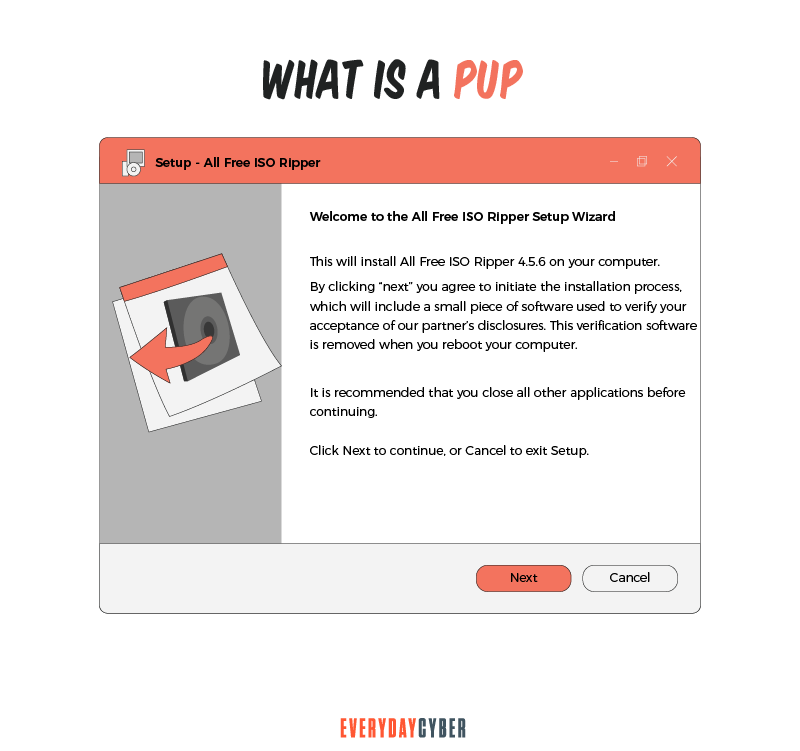 WHAT IS A PUP
Setup - All Free ISO Ripper
Welcome to the All Free ISO Ripper Setup Wizard
This will install All Free ISO Ripper 4.5.6 on your computer.
By clicking “next” you agree to initiate the installation process,
which will include a small piece of software used to verify your
acceptance of our partner’s disclosures. This verification software
is removed when you reboot your computer.
It is recommended that you close all other applications before
continuing.
Click Next to continue, or Cancel to exit Setup.
Next
Cancel
EVERYDAYCYBER